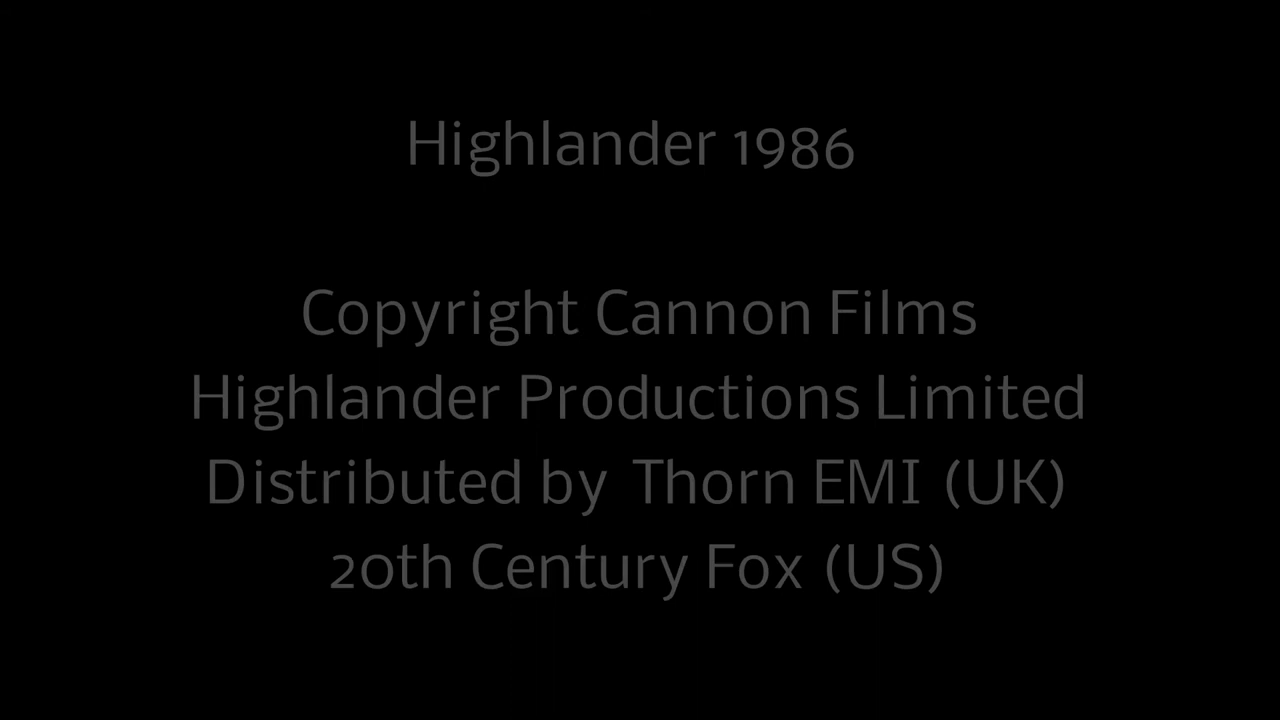 Highlander 1986
Copyright Cannon Films
Highlander Productions Limited
Distributed by Thorn EMI (UK)
20th Century Fox (US)